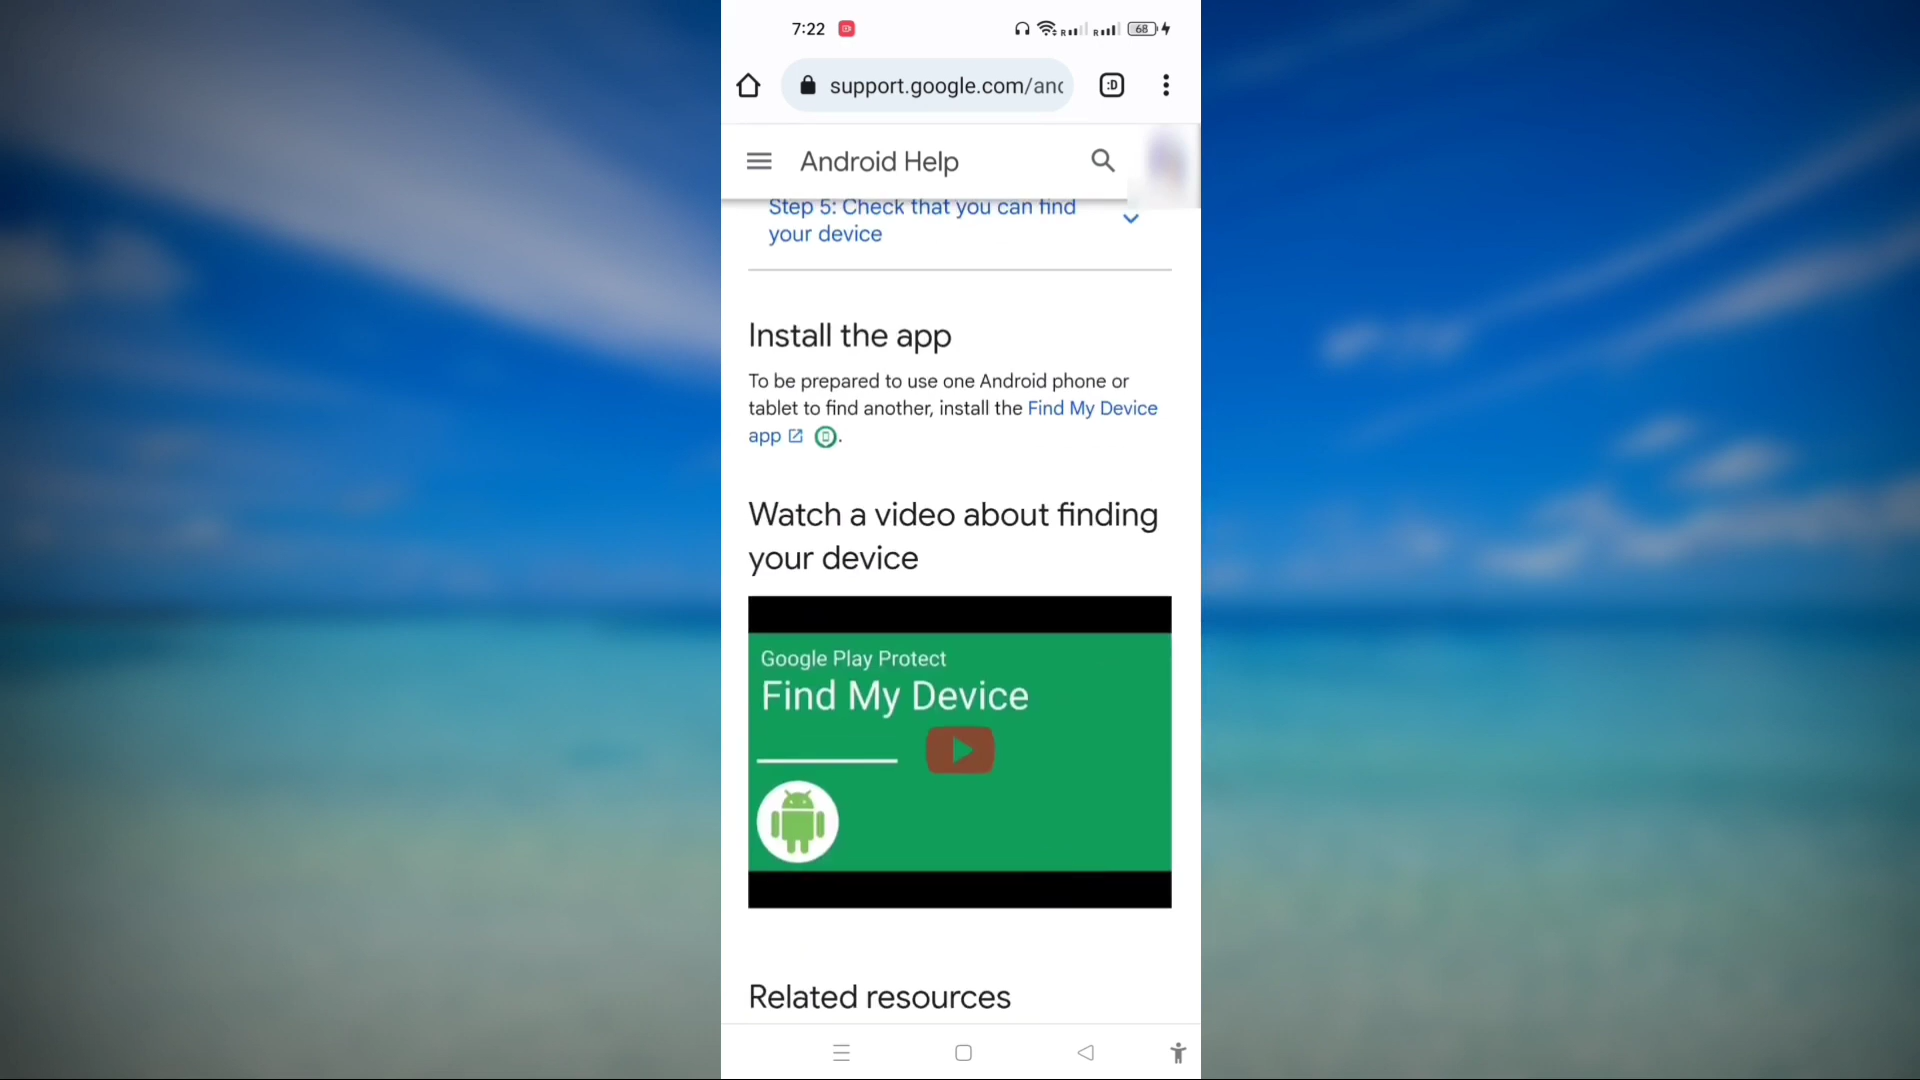 7:22
R R 68
support.google.com/and
:D
Android Help
Step 5: Check that you can find
your device
Install the app
To be prepared to use one Android phone or
tablet to find another, install the Find My Device
app .
Watch a video about finding
your device
Google Play Protect
Find My Device
Related resources